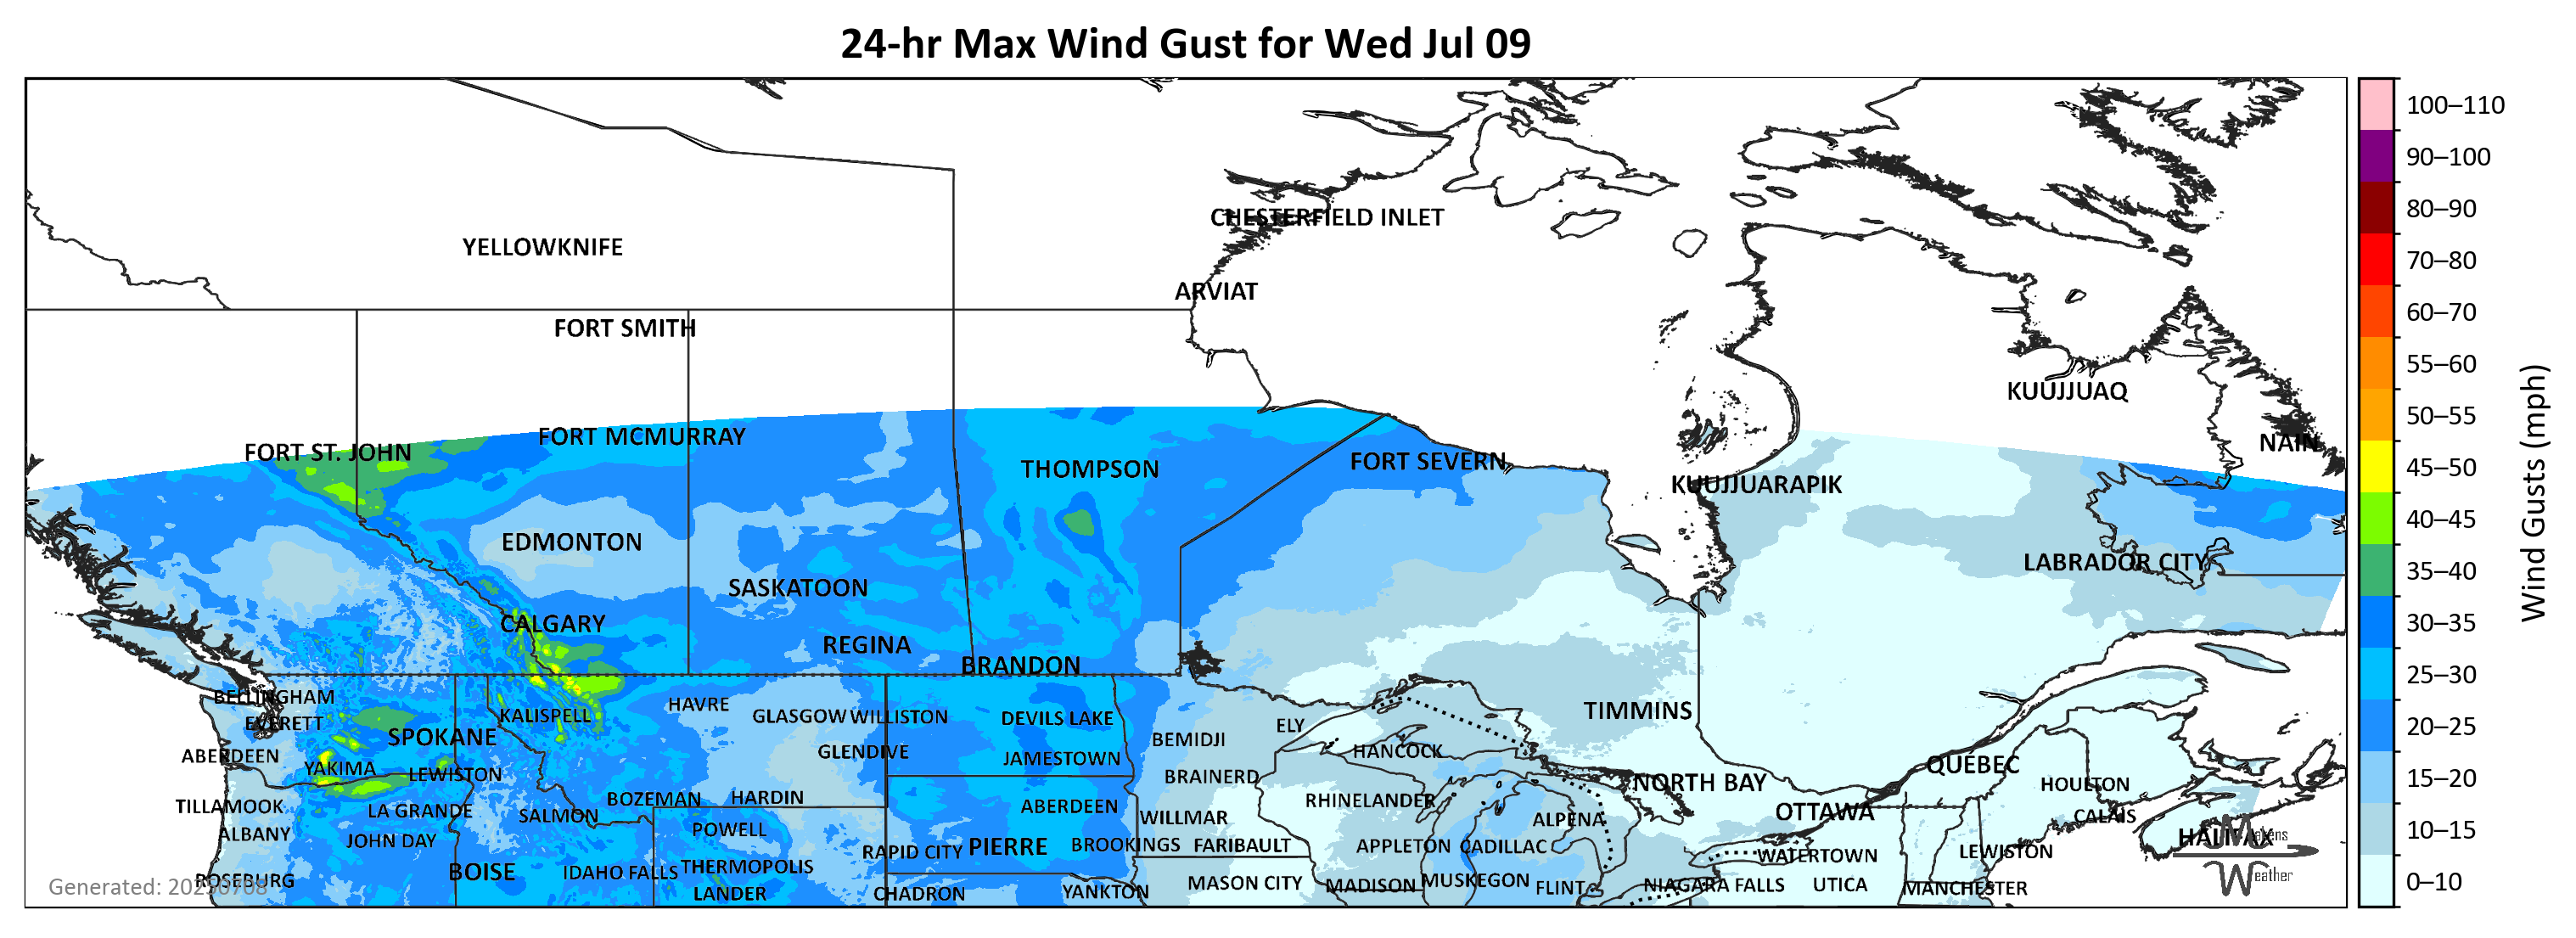 24-hr Max Wind Gust for Wed Jul 09
100–110
90–100
80–90
70–80
60–70
55–60
50–55
45–50
40–45
35–40
30–35
25–30
20–25
15–20
10–15
0–10
Wind Gusts (mph)
CHESTERFIELD INLET
YELLOWKNIFE
ARVIAT
FORT SMITH
KUUJJUAQ
NAIN
FORT MCMURRAY
FORT ST. JOHN
THOMPSON
FORT SEVERN
KUUJJUARAPIK
EDMONTON
LABRADOR CITY
SASKATOON
CALGARY
REGINA
BRANDON
BELLINGHAM
HAVRE
TIMMINS
KALISPELL
GLASGOW
WILLISTON
DEVILS LAKE
EVERETT
ELY
SPOKANE
BEMIDJI
HANCOCK
ABERDEEN
GLENDIVE
JAMESTOWN
QUÉBEC
YAKIMA
LEWISTON
BRAINERD
NORTH BAY
HOULTON
BOZEMAN
HARDIN
RHINELANDER
TILLAMOOK
LA GRANDE
SALMON
ABERDEEN
WILLMAR
ALPENA
OTTAWA
CALAIS
ALBANY
JOHN DAY
POWELL
HALIFAX
Makens
Weather
RAPID CITY
PIERRE
BROOKINGS
FARIBAULT
APPLETON
CADILLAC
WATERTOWN
LEWISTON
BOISE
IDAHO FALLS
THERMOPOLIS
ROSEBURG
Generated: 20250708
LANDER
CHADRON
YANKTON
MASON CITY
MADISON
MUSKEGON
FLINT
NIAGARA FALLS
UTICA
MANCHESTER